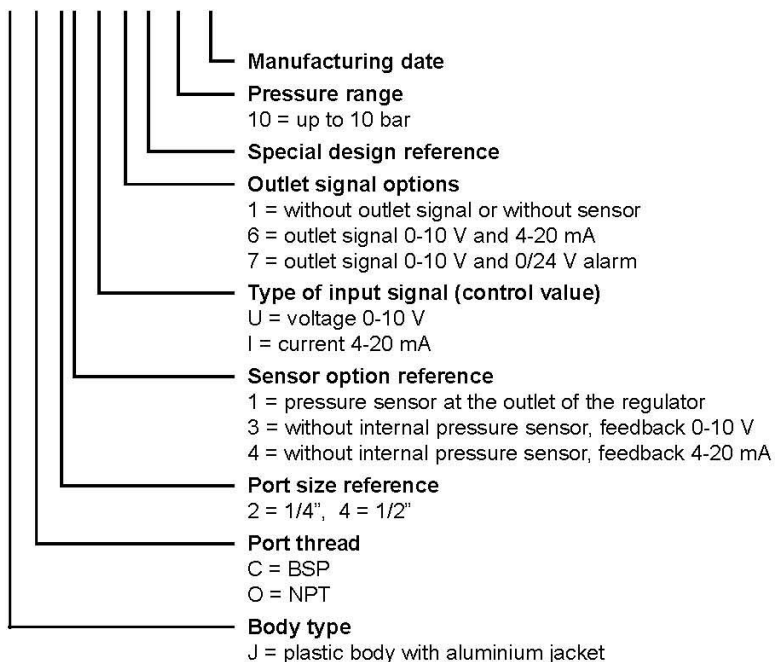 Manufacturing date
Pressure range
10 = up to 10 bar
Special design reference
Outlet signal options
1 = without outlet signal or without sensor
6 = outlet signal 0-10 V and 4-20 mA
7 = outlet signal 0-10 V and 0/24 V alarm
Type of input signal (control value)
U = voltage 0-10 V
I = current 4-20 mA
Sensor option reference
1 = pressure sensor at the outlet of the regulator
3 = without internal pressure sensor, feedback 0-10 V
4 = without internal pressure sensor, feedback 4-20 mA
Port size reference
2 = 1/4”, 4 = 1/2”
Port thread
C = BSP
O = NPT
Body type
J = plastic body with aluminium jacket